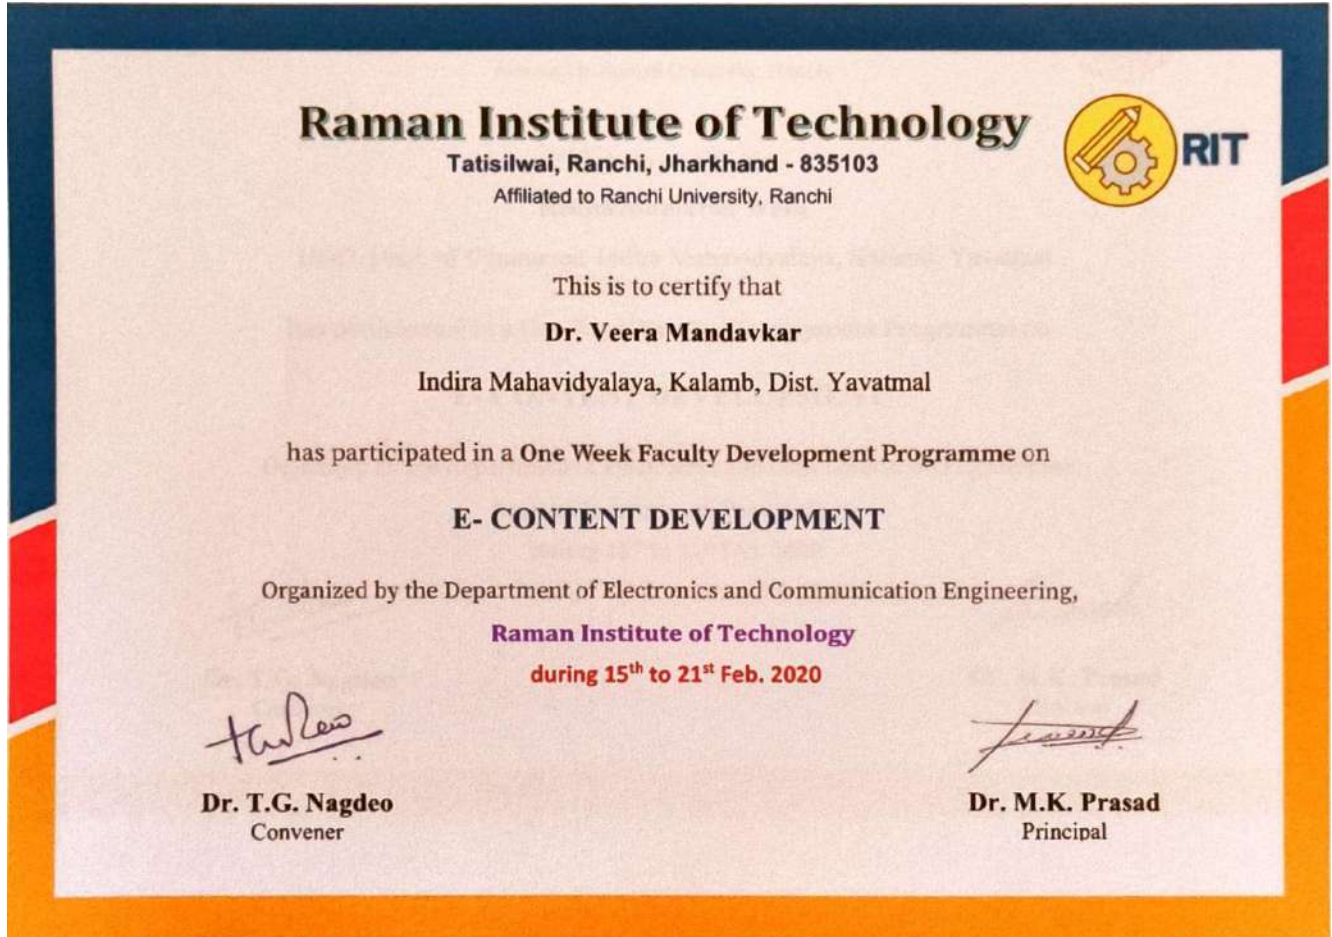 Raman Institute of Technology
RIT
Tatisilwai, Ranchi, Jharkhand - 835103
Affiliated to Ranchi University, Ranchi
This is to certify that
Dr. Veera Mandavkar
Indira Mahavidyalaya, Kalamb, Dist. Yavatmal
has participated in a One Week Faculty Development Programme on
E- CONTENT DEVELOPMENT
Organized by the Department of Electronics and Communication Engineering,
Raman Institute of Technology
during 15th to 21st Feb. 2020
Dr. T.G. Nagdeo
Convener
Dr. M.K. Prasad
Principal